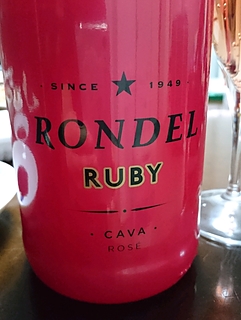 · SINCE ★ 1949 ·
RONDEL
RUBY
· CAVA ·
ROSÉ